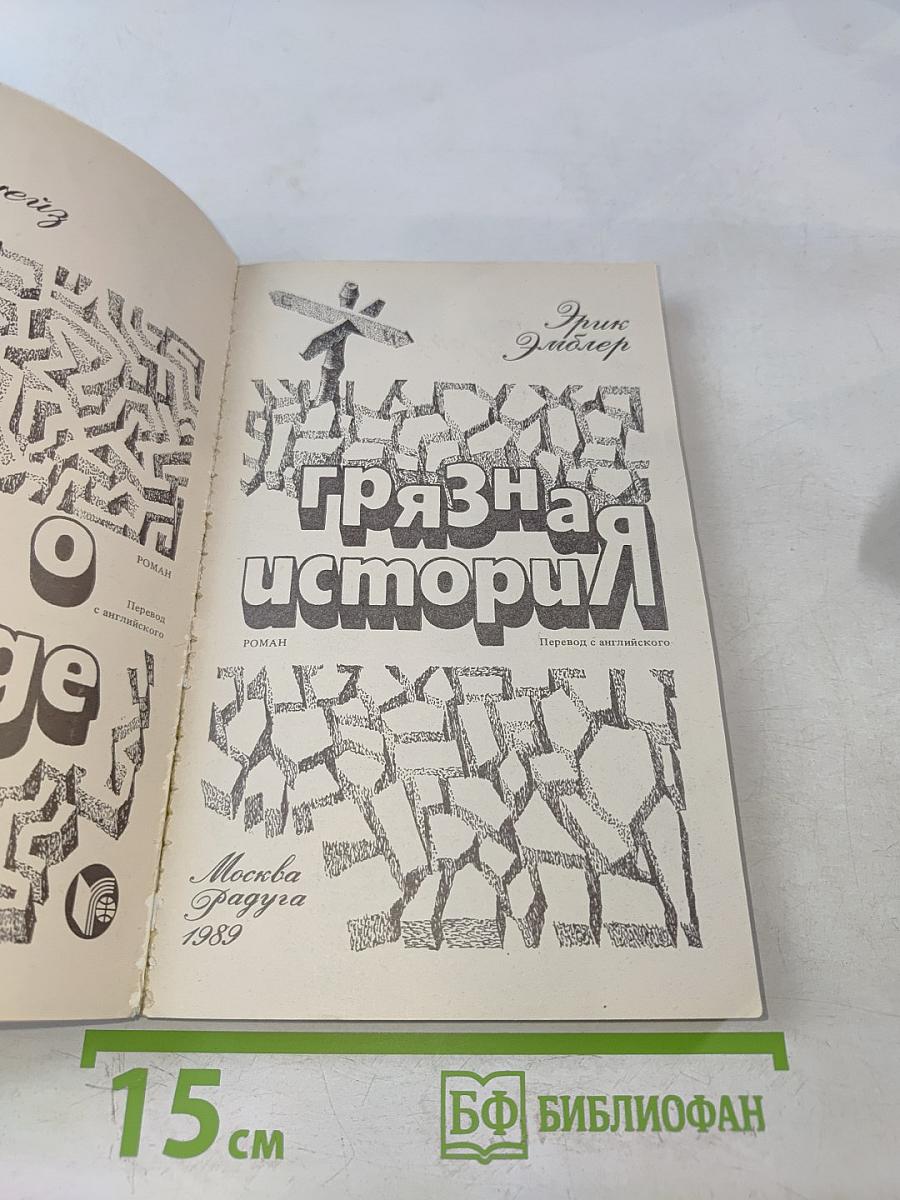 о
РОМАН
Перевод
с английского
Эрик
Эмблер
грязная
историЯ
РОМАН
Перевод с английского
Москва
Радуга
1989
15 см
БФ БИБЛИОФАН